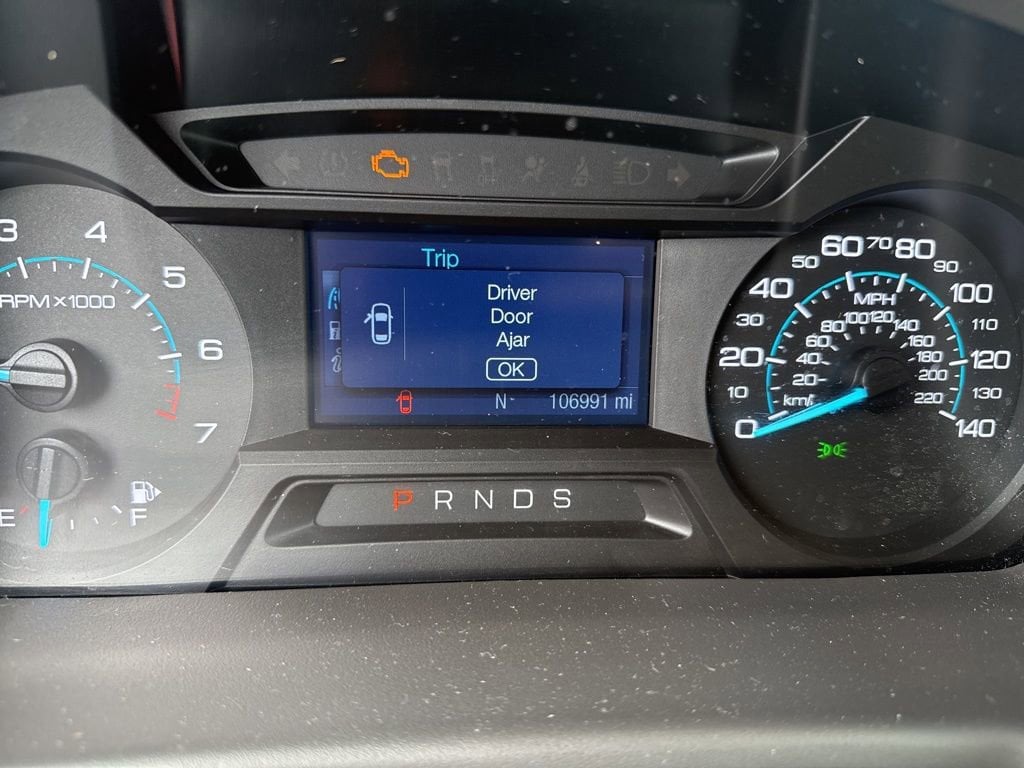 3 4 5 6 7
RPM×1000
E F
Trip
Driver
Door
Ajar
OK
N 106991 mi
P R N D S
0 10 20 30 40 50 60 70 80 90 100 110 120 130 140
MPH
20 40 60 80 100 120 140 160 180 200 220
km/